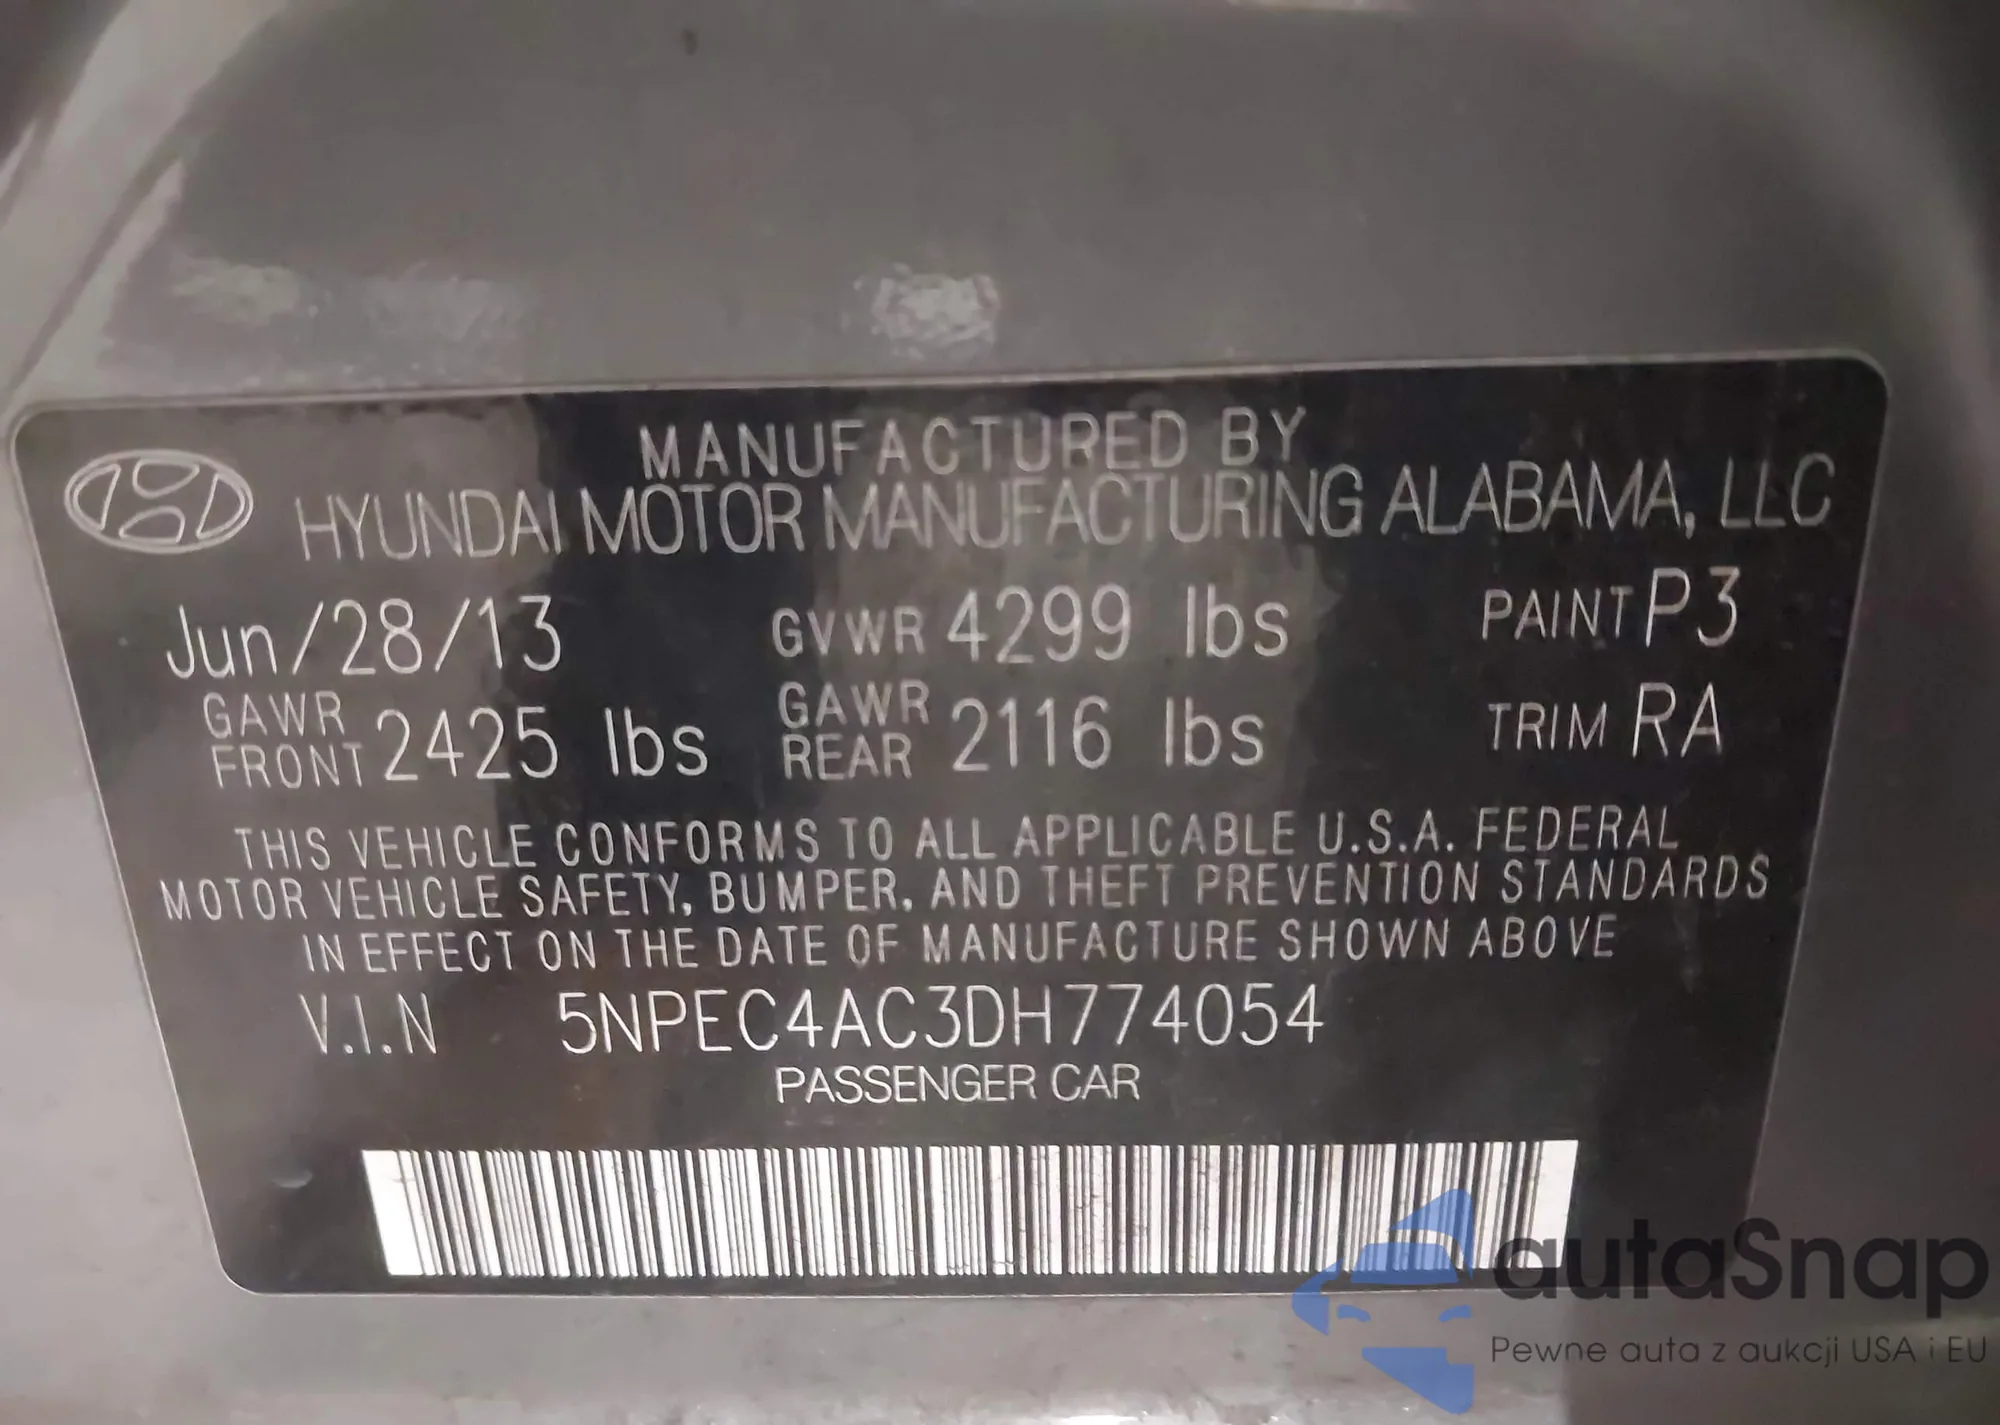 MANUFACTURED BY
HYUNDAI MOTOR MANUFACTURING ALABAMA, LLC
Jun/28/13 GVWR 4299 lbs PAINT P3
GAWR FRONT 2425 lbs GAWR REAR 2116 lbs TRIM RA
THIS VEHICLE CONFORMS TO ALL APPLICABLE U.S.A. FEDERAL
MOTOR VEHICLE SAFETY, BUMPER, AND THEFT PREVENTION STANDARDS
IN EFFECT ON THE DATE OF MANUFACTURE SHOWN ABOVE
V.I.N 5NPEC4AC3DH774054
PASSENGER CAR
autaSnap
Pewne auta z aukcji USA i EU